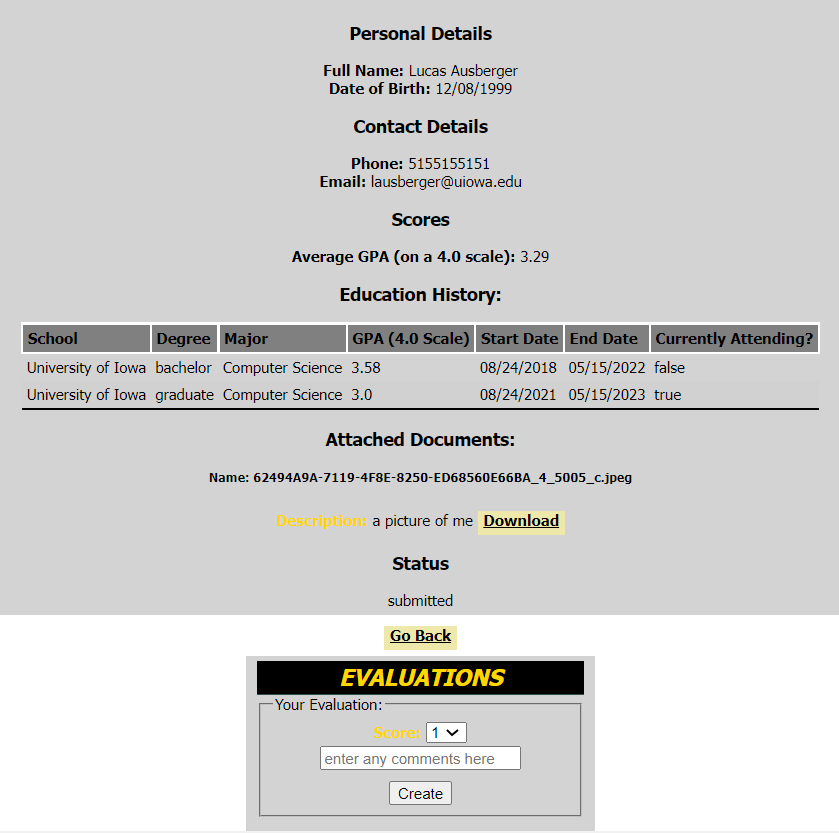 Personal Details
Full Name: Lucas Ausberger
Date of Birth: 12/08/1999
Contact Details
Phone: 5155155151
Email: lausberger@uiowa.edu
Scores
Average GPA (on a 4.0 scale): 3.29
Education History:
School Degree Major GPA (4.0 Scale) Start Date End Date Currently Attending?
University of Iowa bachelor Computer Science 3.58 08/24/2018 05/15/2022 false
University of Iowa graduate Computer Science 3.0 08/24/2021 05/15/2023 true
Attached Documents:
Name: 62494A9A-7119-4F8E-8250-ED68560E66BA_4_5005_c.jpeg
Description: a picture of me Download
Status
submitted
Go Back
EVALUATIONS
Your Evaluation:
Score: 1
enter any comments here
Create